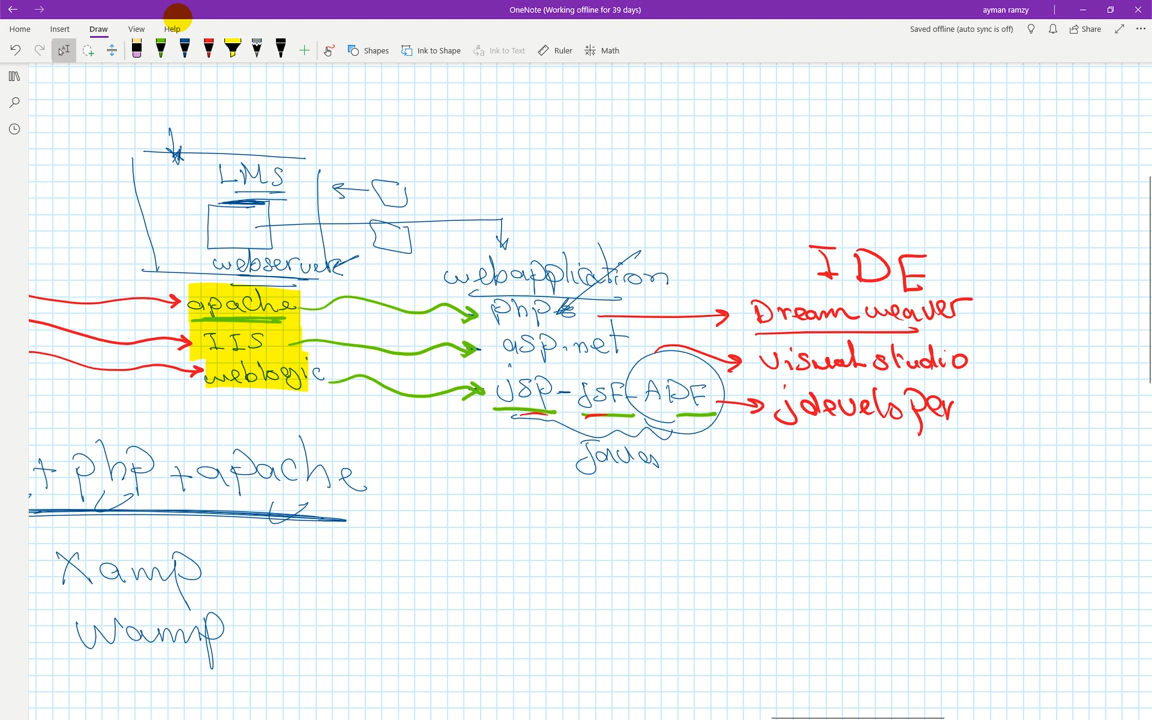 OneNote (Working offline for 39 days)
ayman ramzy
Home Insert Draw View Help
Saved offline (auto sync is off)
Share
Shapes
Ink to Shape
Ink to Text
Ruler
Math
LMS
webserver
webapplication
IDE
apache
php
Dreamweaver
IIS
asp.net
visual studio
weblogic
JSP - JSF - ADF
jdeveloper
+ php + apache
Xamp
wamp